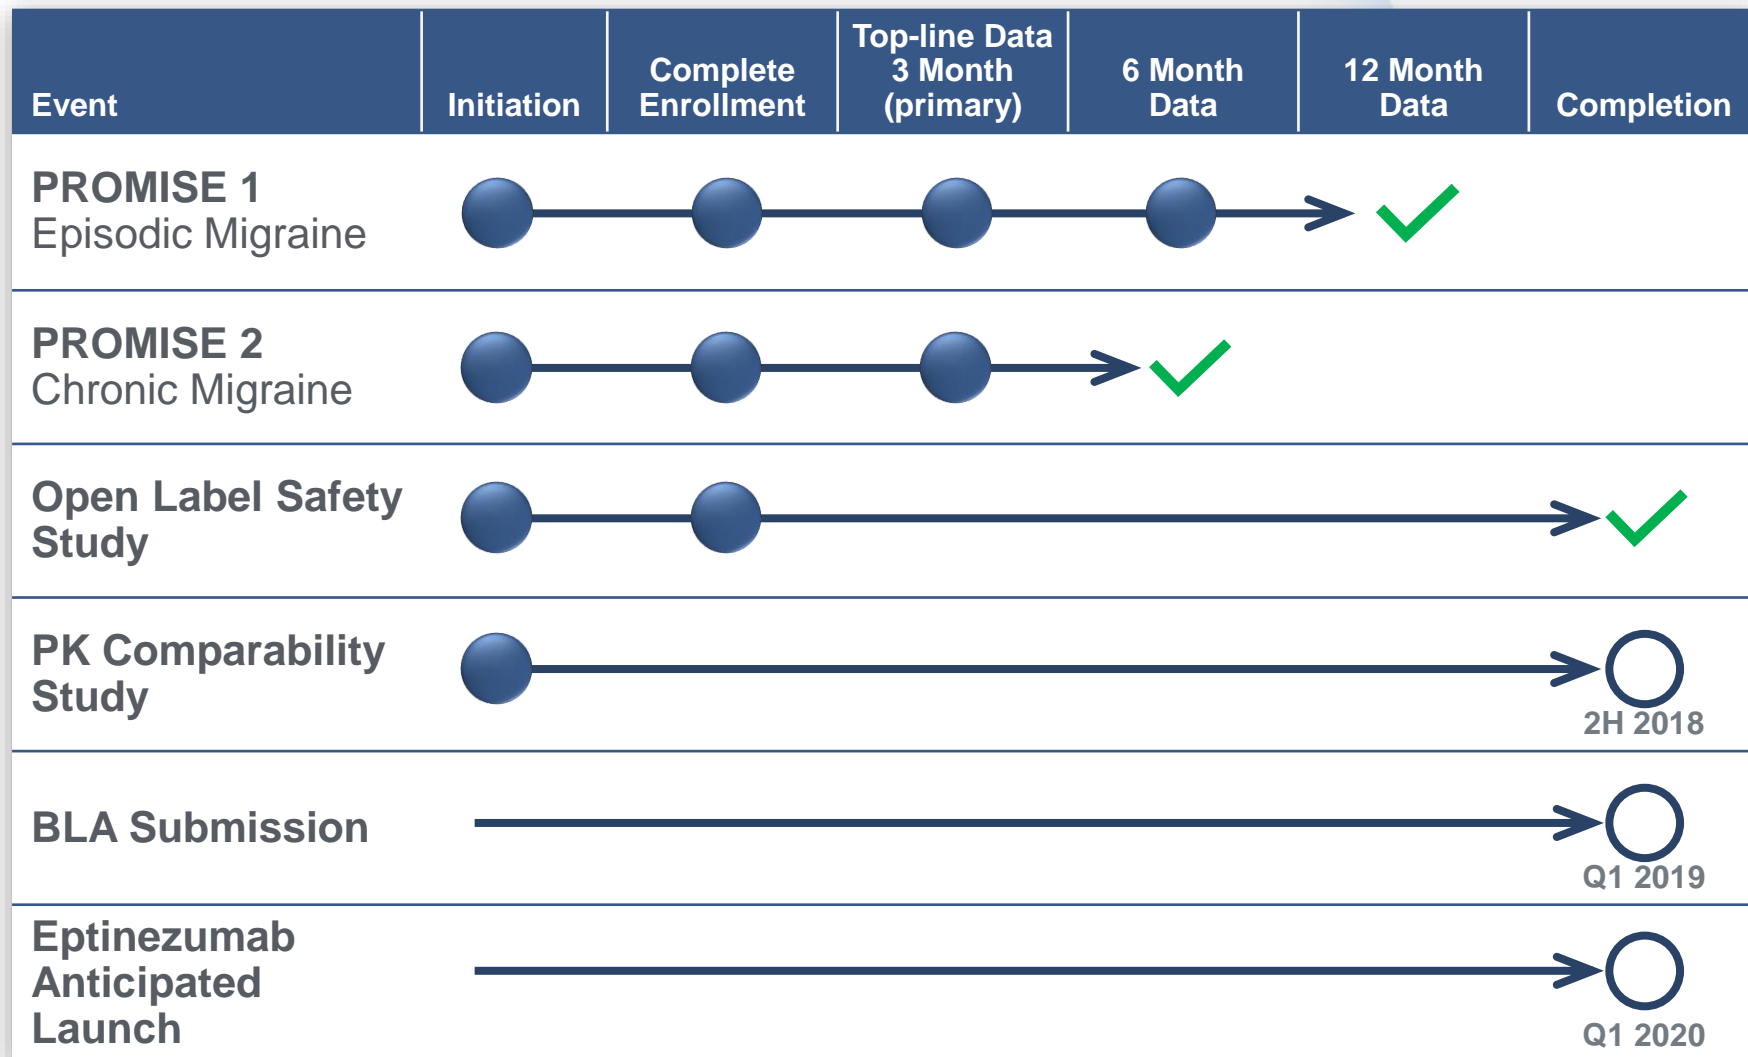 Event
Initiation
Complete
Enrollment
Top-line Data
3 Month
(primary)
6 Month
Data
12 Month
Data
Completion
PROMISE 1
Episodic Migraine
PROMISE 2
Chronic Migraine
Open Label Safety
Study
PK Comparability
Study
2H 2018
BLA Submission
Q1 2019
Eptinezumab
Anticipated
Launch
Q1 2020